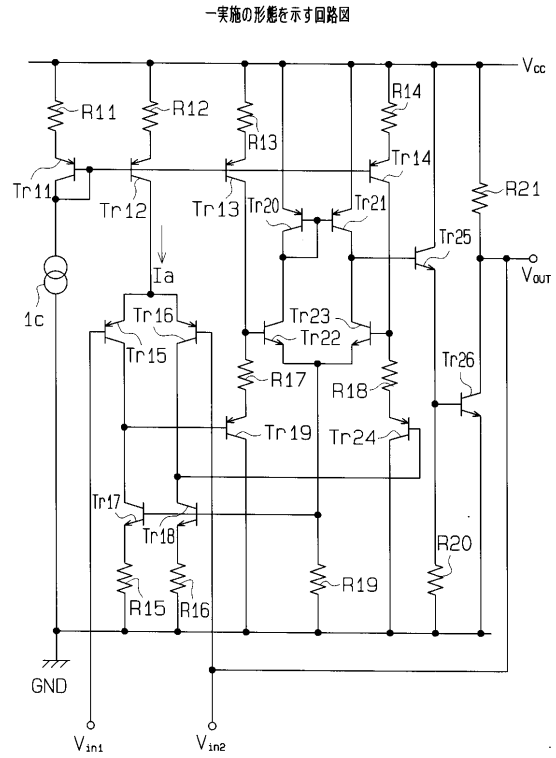 一実施の形態を示す回路図
Vcc
R11
R12
R13
R14
Tr11
Tr12
Tr13
Tr14
Tr20
Tr21
R21
Tr25
VOUT
Ia
1c
Tr16
Tr15
Tr23
Tr22
R17
R18
Tr26
Tr19
Tr24
Tr17
Tr18
R15
R16
R19
R20
GND
Vin1
Vin2